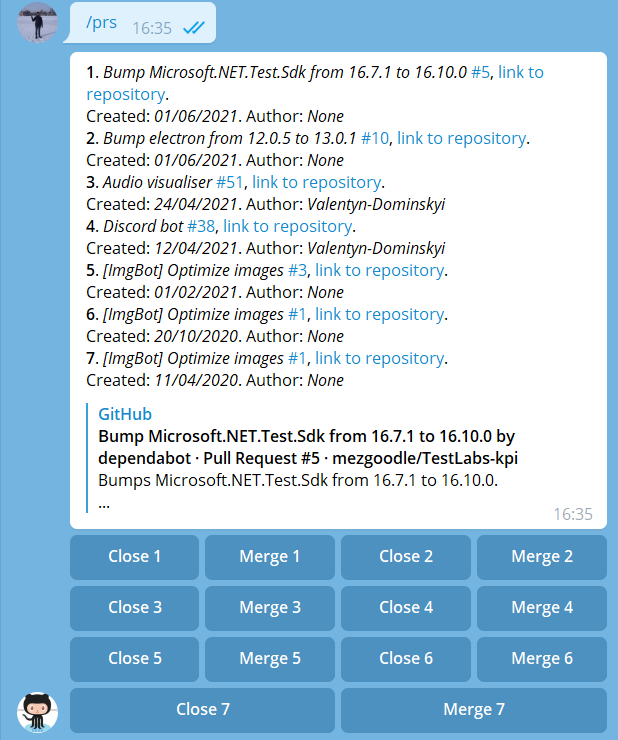 /prs 16:35
1. Bump Microsoft.NET.Test.Sdk from 16.7.1 to 16.10.0 #5, link to
repository.
Created: 01/06/2021. Author: None
2. Bump electron from 12.0.5 to 13.0.1 #10, link to repository.
Created: 01/06/2021. Author: None
3. Audio visualiser #51, link to repository.
Created: 24/04/2021. Author: Valentyn-Dominskyi
4. Discord bot #38, link to repository.
Created: 12/04/2021. Author: Valentyn-Dominskyi
5. [ImgBot] Optimize images #3, link to repository.
Created: 01/02/2021. Author: None
6. [ImgBot] Optimize images #1, link to repository.
Created: 20/10/2020. Author: None
7. [ImgBot] Optimize images #1, link to repository.
Created: 11/04/2020. Author: None
GitHub
Bump Microsoft.NET.Test.Sdk from 16.7.1 to 16.10.0 by
dependabot · Pull Request #5 · mezgoodle/TestLabs-kpi
Bumps Microsoft.NET.Test.Sdk from 16.7.1 to 16.10.0.
...
16:35
Close 1 Merge 1 Close 2 Merge 2
Close 3 Merge 3 Close 4 Merge 4
Close 5 Merge 5 Close 6 Merge 6
Close 7 Merge 7